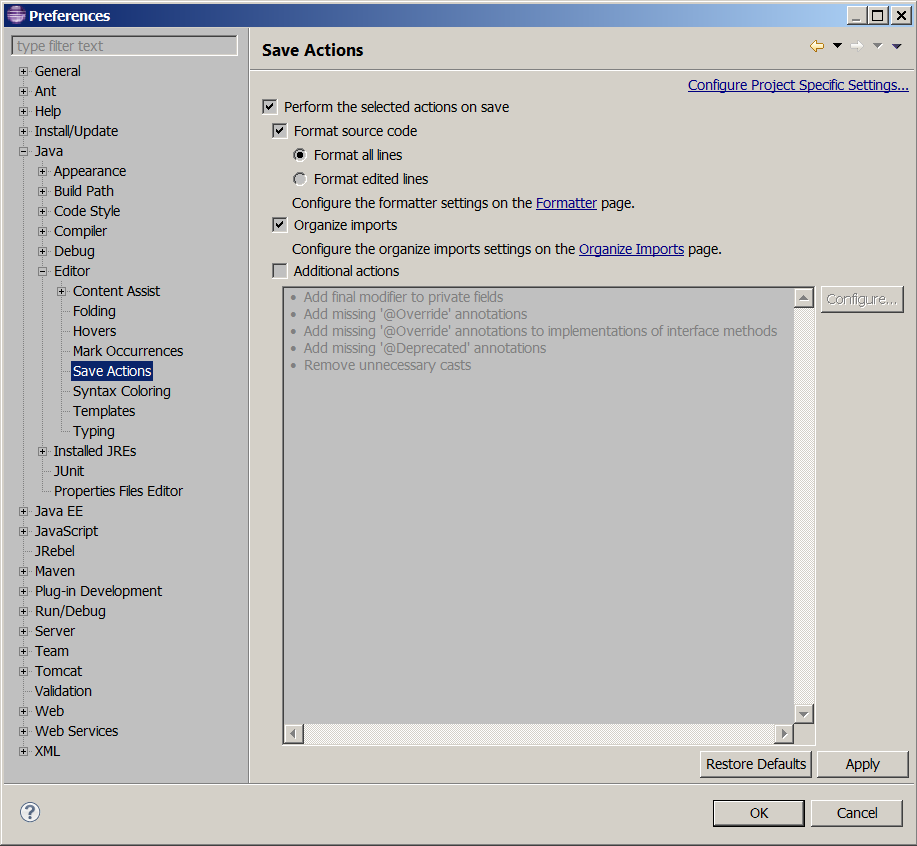 Preferences
type filter text
General
Ant
Help
Install/Update
Java
Appearance
Build Path
Code Style
Compiler
Debug
Editor
Content Assist
Folding
Hovers
Mark Occurrences
Save Actions
Syntax Coloring
Templates
Typing
Installed JREs
JUnit
Properties Files Editor
Java EE
JavaScript
JRebel
Maven
Plug-in Development
Run/Debug
Server
Team
Tomcat
Validation
Web
Web Services
XML
Save Actions
Configure Project Specific Settings...
Perform the selected actions on save
Format source code
Format all lines
Format edited lines
Configure the formatter settings on the Formatter page.
Organize imports
Configure the organize imports settings on the Organize Imports page.
Additional actions
• Add final modifier to private fields
• Add missing '@Override' annotations
• Add missing '@Override' annotations to implementations of interface methods
• Add missing '@Deprecated' annotations
• Remove unnecessary casts
Configure...
Restore Defaults
Apply
?
OK
Cancel